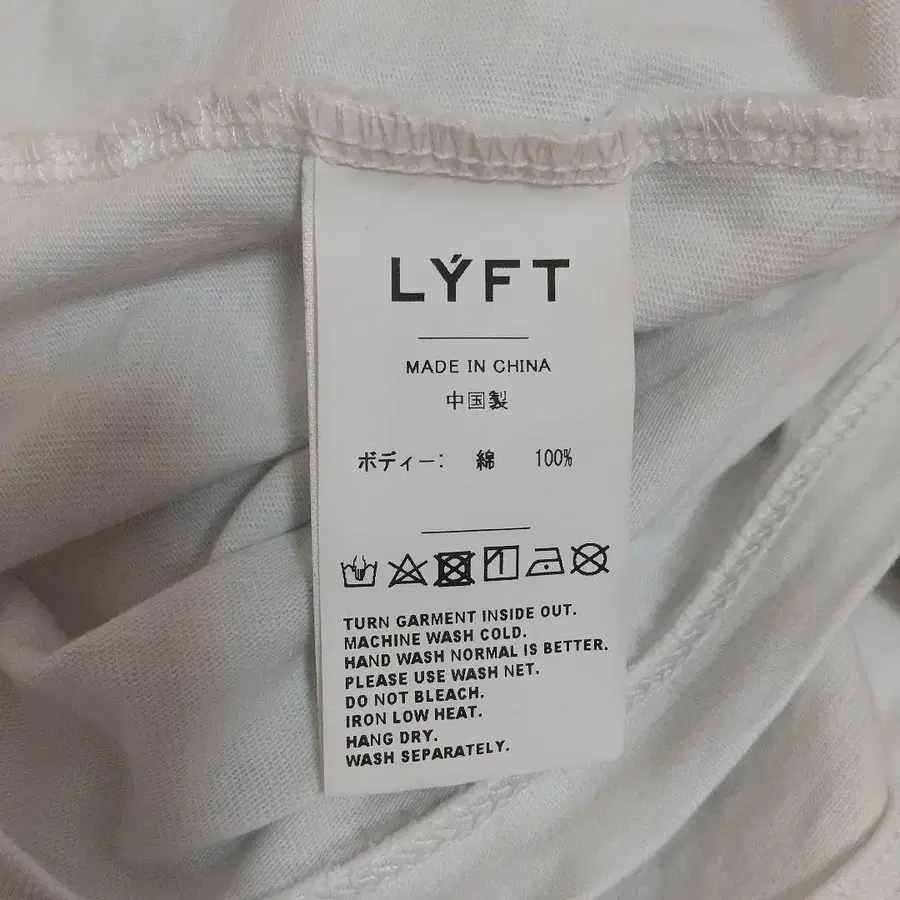 LÝFT
MADE IN CHINA
中国製
ボディー: 綿 100%
TURN GARMENT INSIDE OUT.
MACHINE WASH COLD.
HAND WASH NORMAL IS BETTER.
PLEASE USE WASH NET.
DO NOT BLEACH.
IRON LOW HEAT.
HANG DRY.
WASH SEPARATELY.